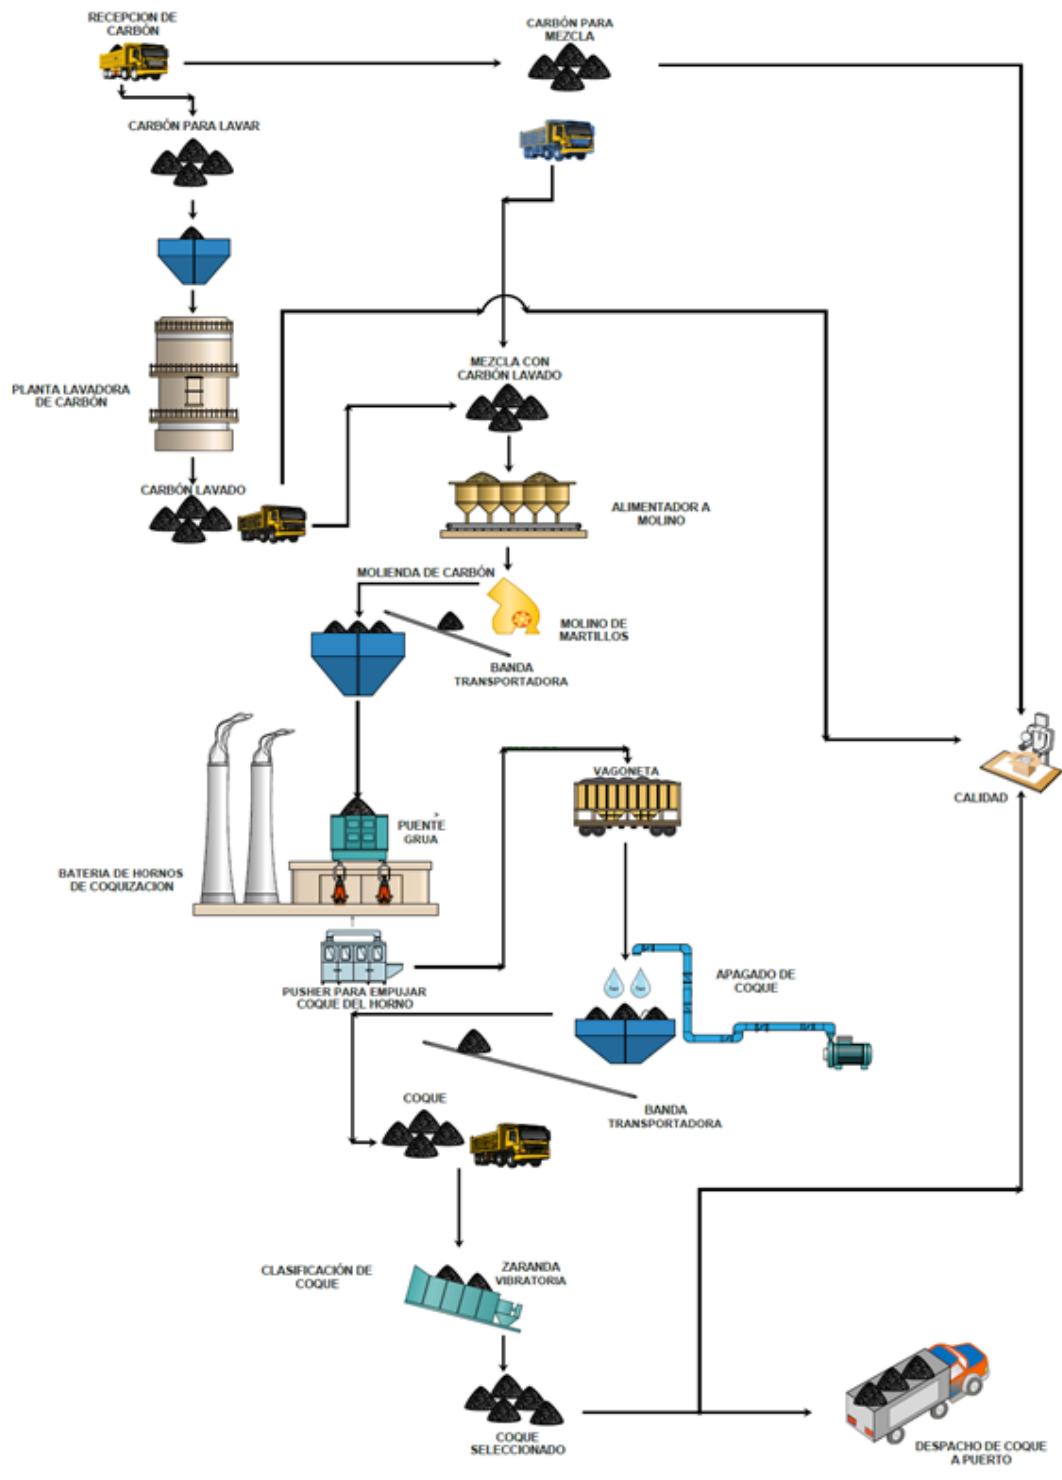 RECEPCION DE
CARBÓN
CARBÓN PARA
MEZCLA
CARBÓN PARA LAVAR
PLANTA LAVADORA
DE CARBÓN
MEZCLA CON
CARBÓN LAVADO
CARBÓN LAVADO
ALIMENTADOR A
MOLINO
MOLIENDA DE CARBÓN
MOLINO DE
MARTILLOS
BANDA
TRANSPORTADORA
VAGONETA
CALIDAD
PUENTE
GRUA
BATERIA DE HORNOS
DE COQUIZACION
PUSHER PARA EMPUJAR
COQUE DEL HORNO
APAGADO DE
COQUE
COQUE
BANDA
TRANSPORTADORA
CLASIFICACIÓN DE
COQUE
ZARANDA
VIBRATORIA
COQUE
SELECCIONADO
DESPACHO DE COQUE
A PUERTO